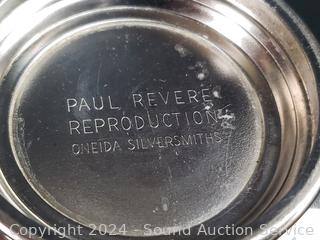 PAUL REVERE
REPRODUCTION
ONEIDA SILVERSMITHS
Copyright 2024 - Sound Auction Service